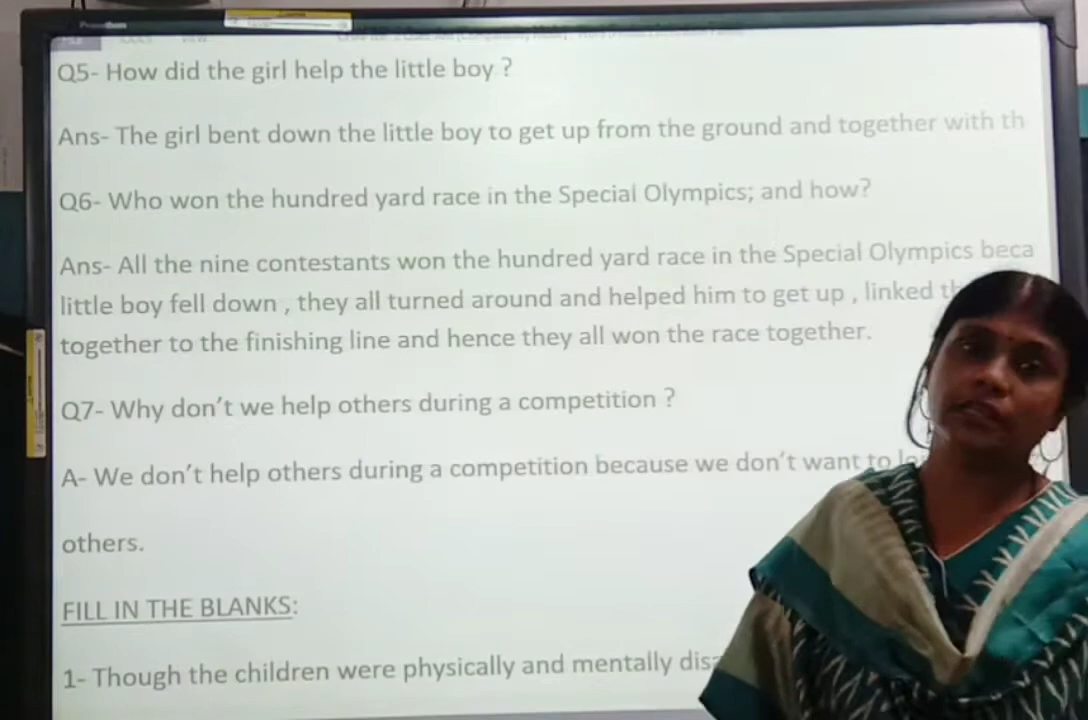 Promethean
FILE
VIEW
Q5- How did the girl help the little boy ?
Ans- The girl bent down the little boy to get up from the ground and together with th
Q6- Who won the hundred yard race in the Special Olympics; and how?
Ans- All the nine contestants won the hundred yard race in the Special Olympics beca
little boy fell down , they all turned around and helped him to get up , linked
together to the finishing line and hence they all won the race together.
Q7- Why don't we help others during a competition ?
A- We don't help others during a competition because we don't want to
others.
FILL IN THE BLANKS:
1- Though the children were physically and mentally